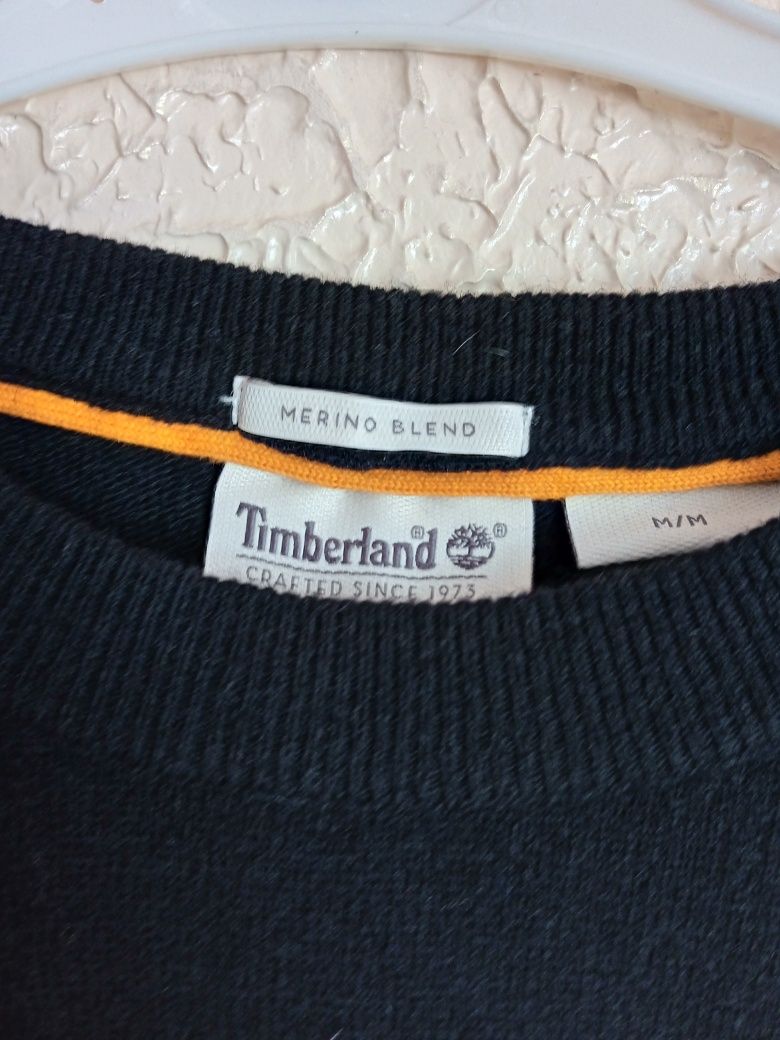 MERINO BLEND
Timberland® ®
CRAFTED SINCE 1973
M/M